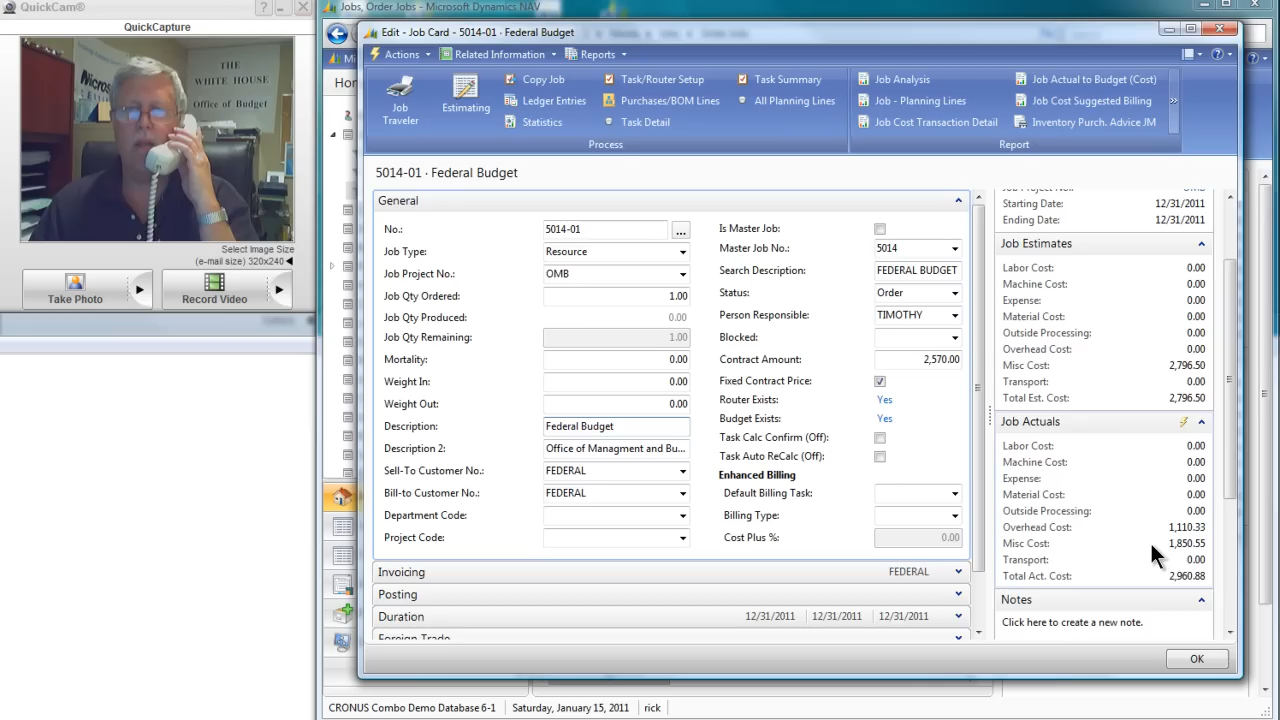 QuickCam®
QuickCapture
THE
WHITE HOUSE
Office of Budget
Micros
Select Image Size
(e-mail size) 320x240
Take Photo
Record Video
Jobs, Order Jobs - Microsoft Dynamics NAV
Edit - Job Card - 5014-01 · Federal Budget
Actions
Related Information
Reports
Mi
Hom
Job Traveler
Estimating
Copy Job
Ledger Entries
Statistics
Task/Router Setup
Purchases/BOM Lines
Task Detail
Task Summary
All Planning Lines
Process
Job Analysis
Job - Planning Lines
Job Cost Transaction Detail
Job Actual to Budget (Cost)
Job Cost Suggested Billing
Inventory Purch. Advice JM
Report
5014-01 · Federal Budget
General
No.: 5014-01
Job Type: Resource
Job Project No.: OMB
Job Qty Ordered: 1.00
Job Qty Produced: 0.00
Job Qty Remaining: 1.00
Mortality: 0.00
Weight In: 0.00
Weight Out: 0.00
Description: Federal Budget
Description 2: Office of Managment and Bu...
Sell-To Customer No.: FEDERAL
Bill-to Customer No.: FEDERAL
Department Code:
Project Code:
Is Master Job:
Master Job No.: 5014
Search Description: FEDERAL BUDGET
Status: Order
Person Responsible: TIMOTHY
Blocked:
Contract Amount: 2,570.00
Fixed Contract Price:
Router Exists: Yes
Budget Exists: Yes
Task Calc Confirm (Off):
Task Auto ReCalc (Off):
Enhanced Billing
Default Billing Task:
Billing Type:
Cost Plus %: 0.00
Invoicing FEDERAL
Posting
Duration 12/31/2011 12/31/2011 12/31/2011
Foreign Trade
Job Project No.: OMB
Starting Date: 12/31/2011
Ending Date: 12/31/2011
Job Estimates
Labor Cost: 0.00
Machine Cost: 0.00
Expense: 0.00
Material Cost: 0.00
Outside Processing: 0.00
Overhead Cost: 0.00
Misc Cost: 2,796.50
Transport: 0.00
Total Est. Cost: 2,796.50
Job Actuals
Labor Cost: 0.00
Machine Cost: 0.00
Expense: 0.00
Material Cost: 0.00
Outside Processing: 0.00
Overhead Cost: 1,110.33
Misc Cost: 1,850.55
Transport: 0.00
Total Act. Cost: 2,960.88
Notes
Click here to create a new note.
OK
CRONUS Combo Demo Database 6-1
Saturday, January 15, 2011
rick